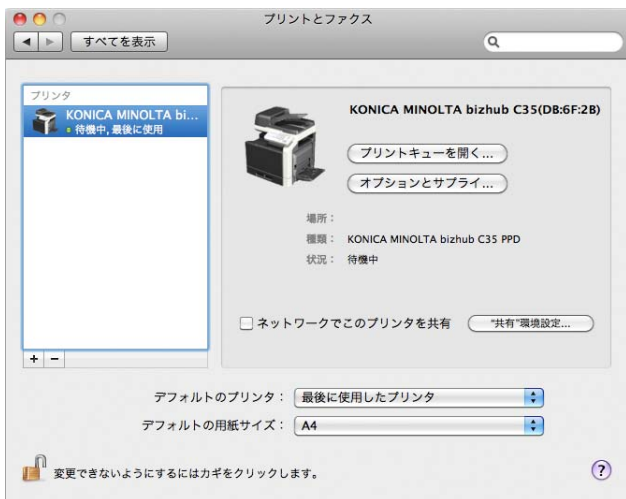 プリントとファクス
すべてを表示
プリンタ
KONICA MINOLTA bi...
待機中, 最後に使用
KONICA MINOLTA bizhub C35(DB:6F:2B)
プリントキューを開く...
オプションとサプライ...
場所：
種類： KONICA MINOLTA bizhub C35 PPD
状況： 待機中
ネットワークでこのプリンタを共有
“共有”環境設定...
+ −
デフォルトのプリンタ： 最後に使用したプリンタ
デフォルトの用紙サイズ： A4
変更できないようにするにはカギをクリックします。
?